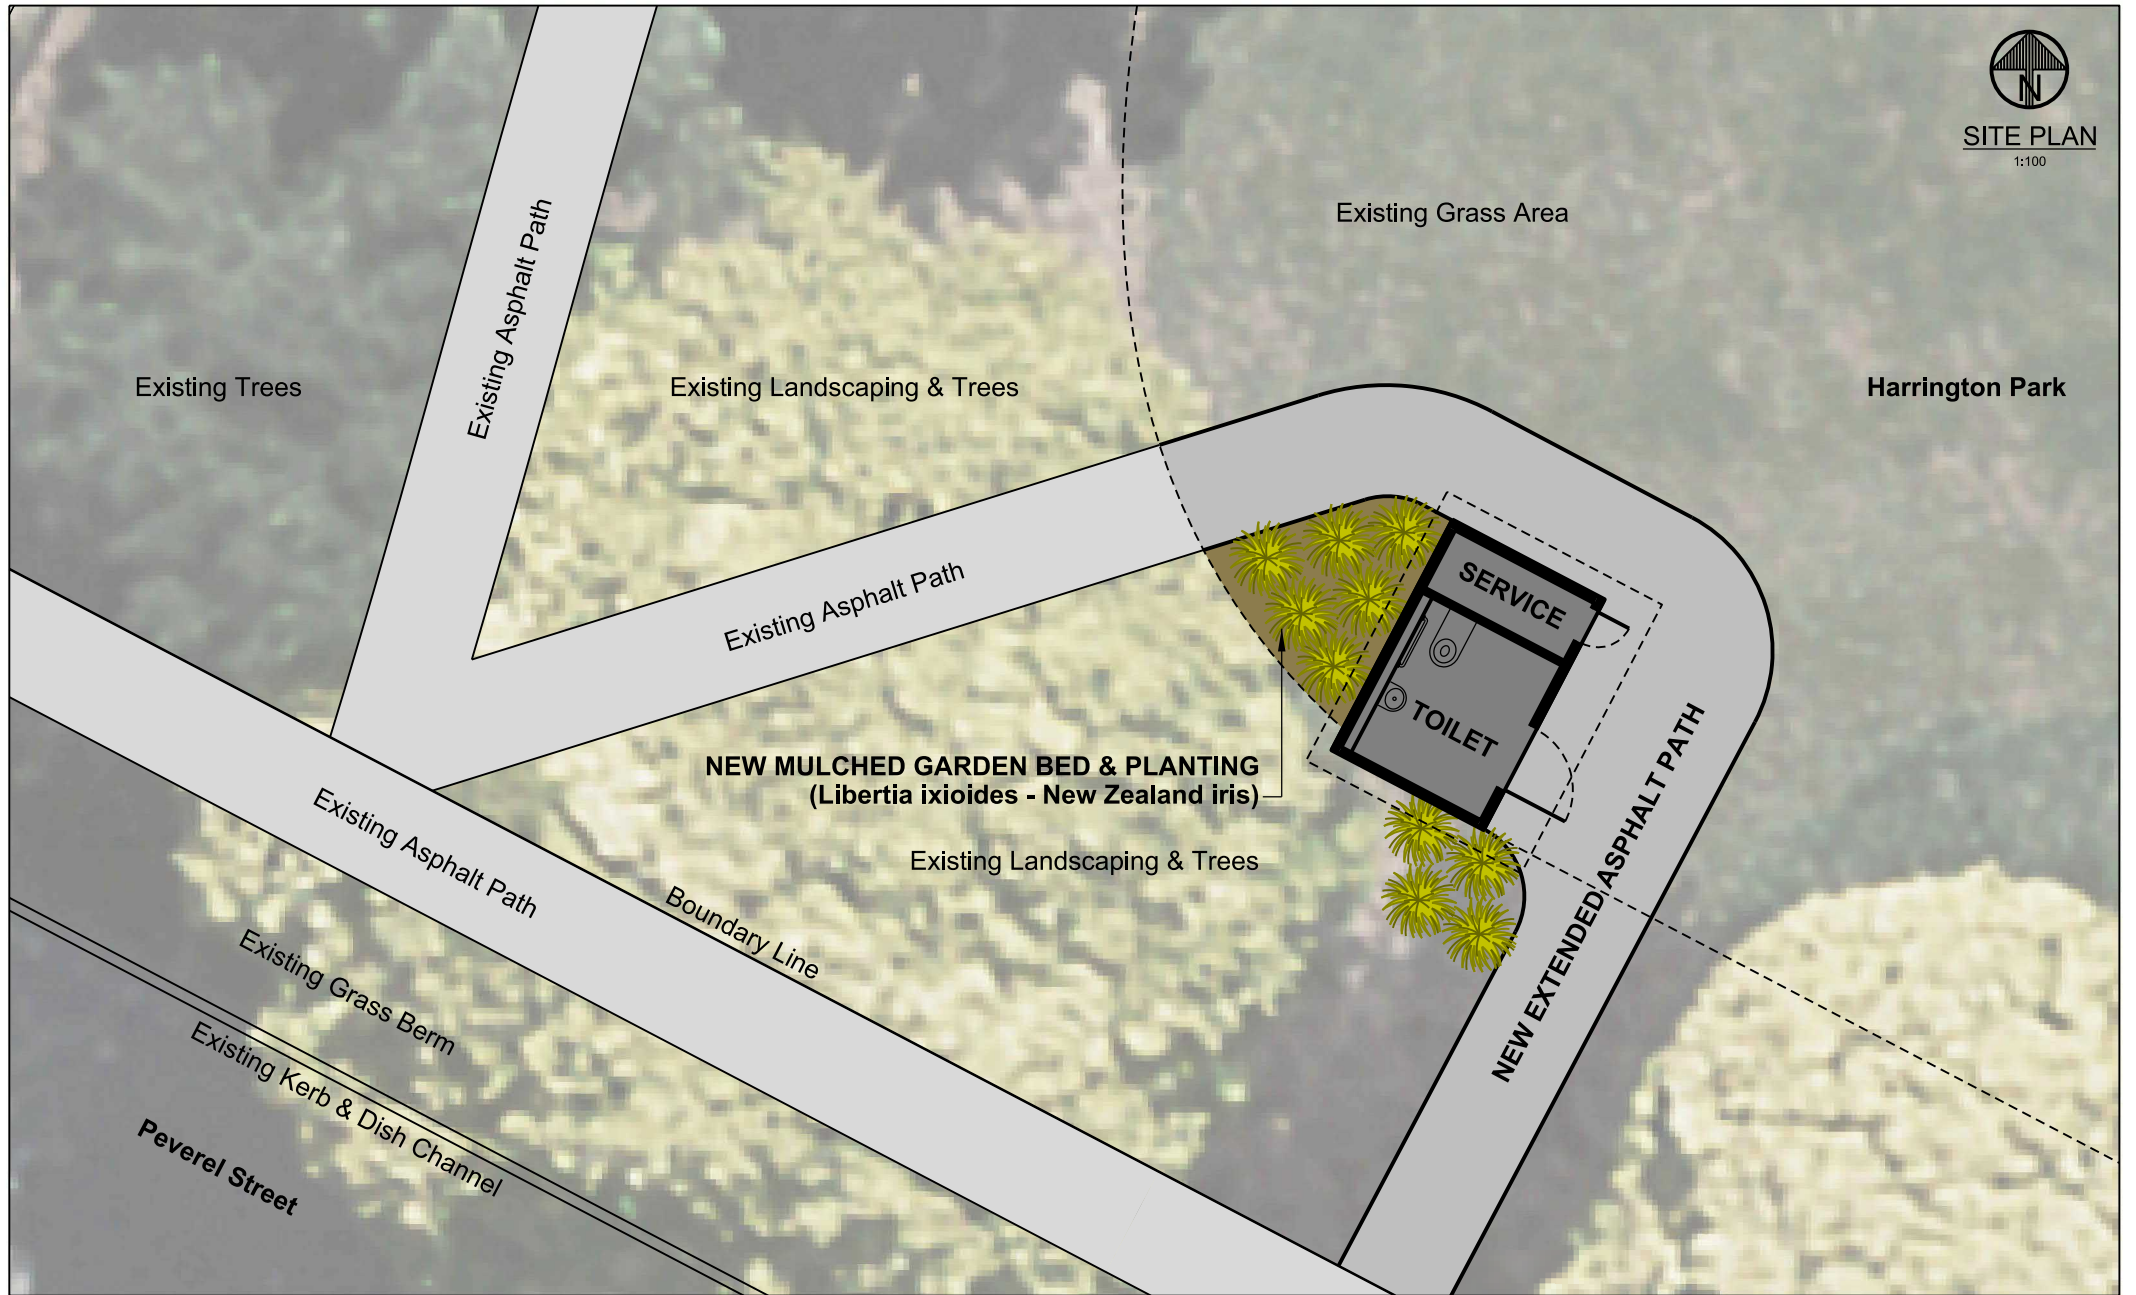 N
SITE PLAN
1:100
Existing Grass Area
Existing Asphalt Path
Existing Trees
Existing Landscaping & Trees
Harrington Park
SERVICE
Existing Asphalt Path
TOILET
NEW MULCHED GARDEN BED & PLANTING
(Libertia ixioides - New Zealand iris)
Existing Landscaping & Trees
NEW EXTENDED ASPHALT PATH
Existing Asphalt Path
Boundary Line
Existing Grass Berm
Existing Kerb & Dish Channel
Peverel Street